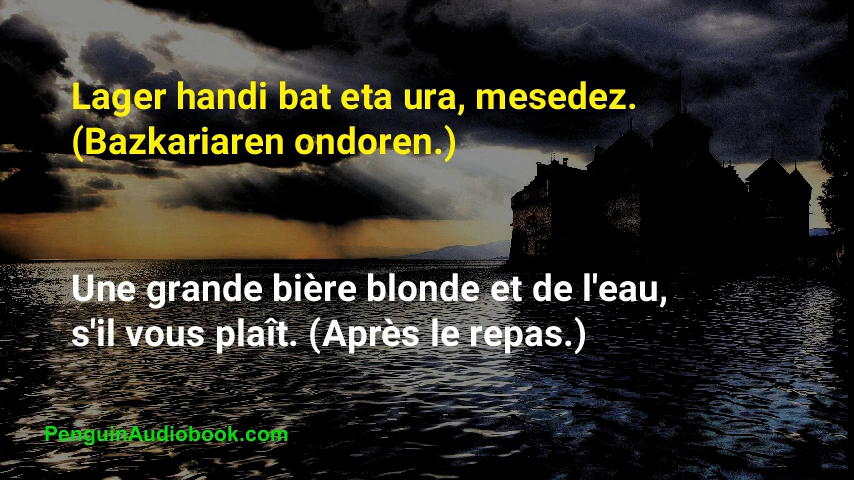 Lager handi bat eta ura, mesedez.
(Bazkariaren ondoren.)
Une grande bière blonde et de l'eau,
s'il vous plaît. (Après le repas.)
PenguinAudiobook.com